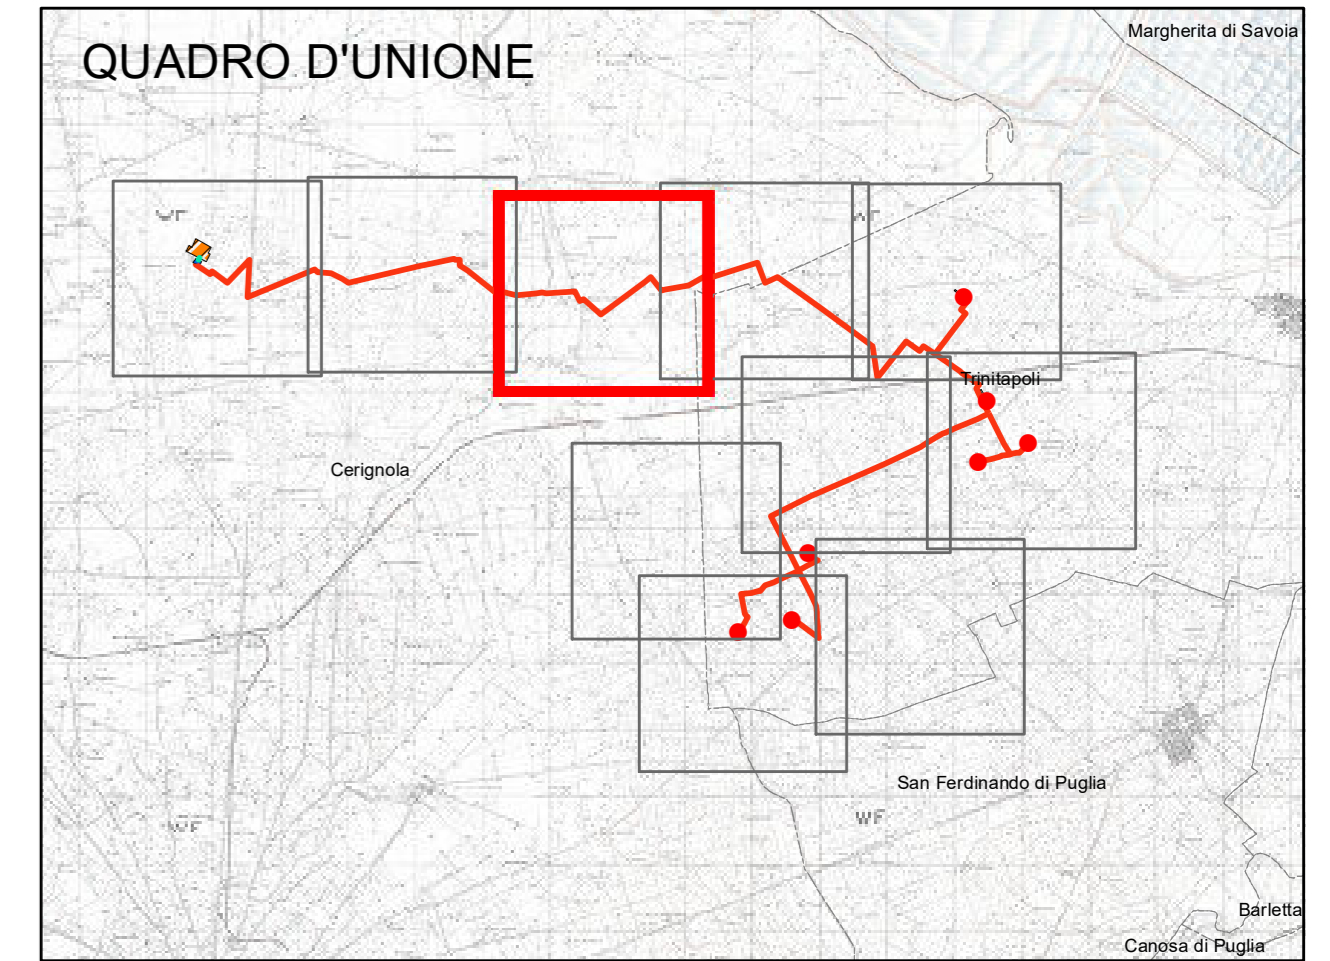 Margherita di Savoia
QUADRO D'UNIONE
Trinitapoli
Cerignola
San Ferdinando di Puglia
WF
Barletta
Canosa di Puglia